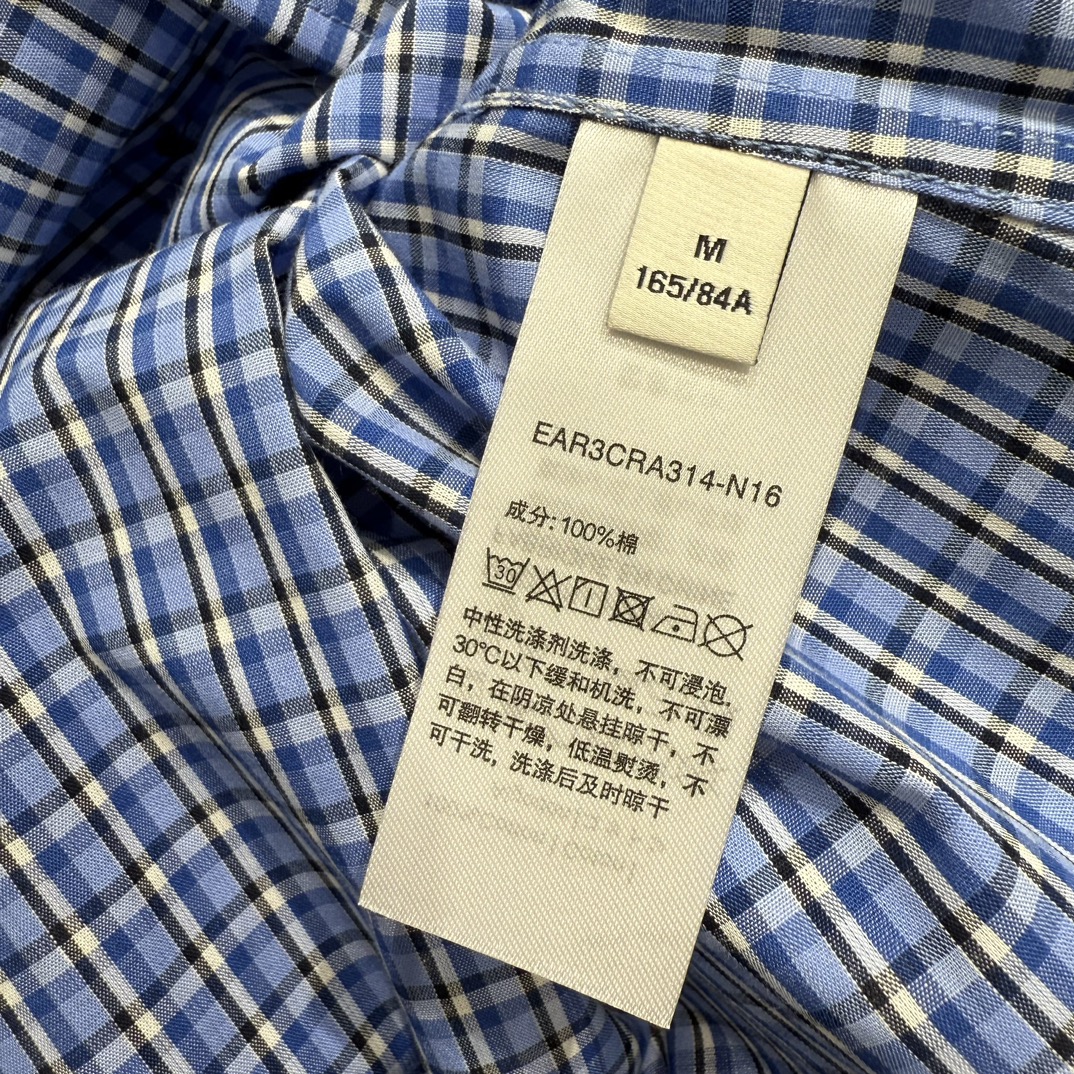 M
165/84A
EAR3CRA314-N16
成分: 100%棉
30
中性洗涤剂洗涤，不可浸泡，
30℃以下缓和机洗，不可漂
白，在阴凉处悬挂晾干，不
可翻转干燥，低温熨烫，不
可干洗，洗涤后及时晾干